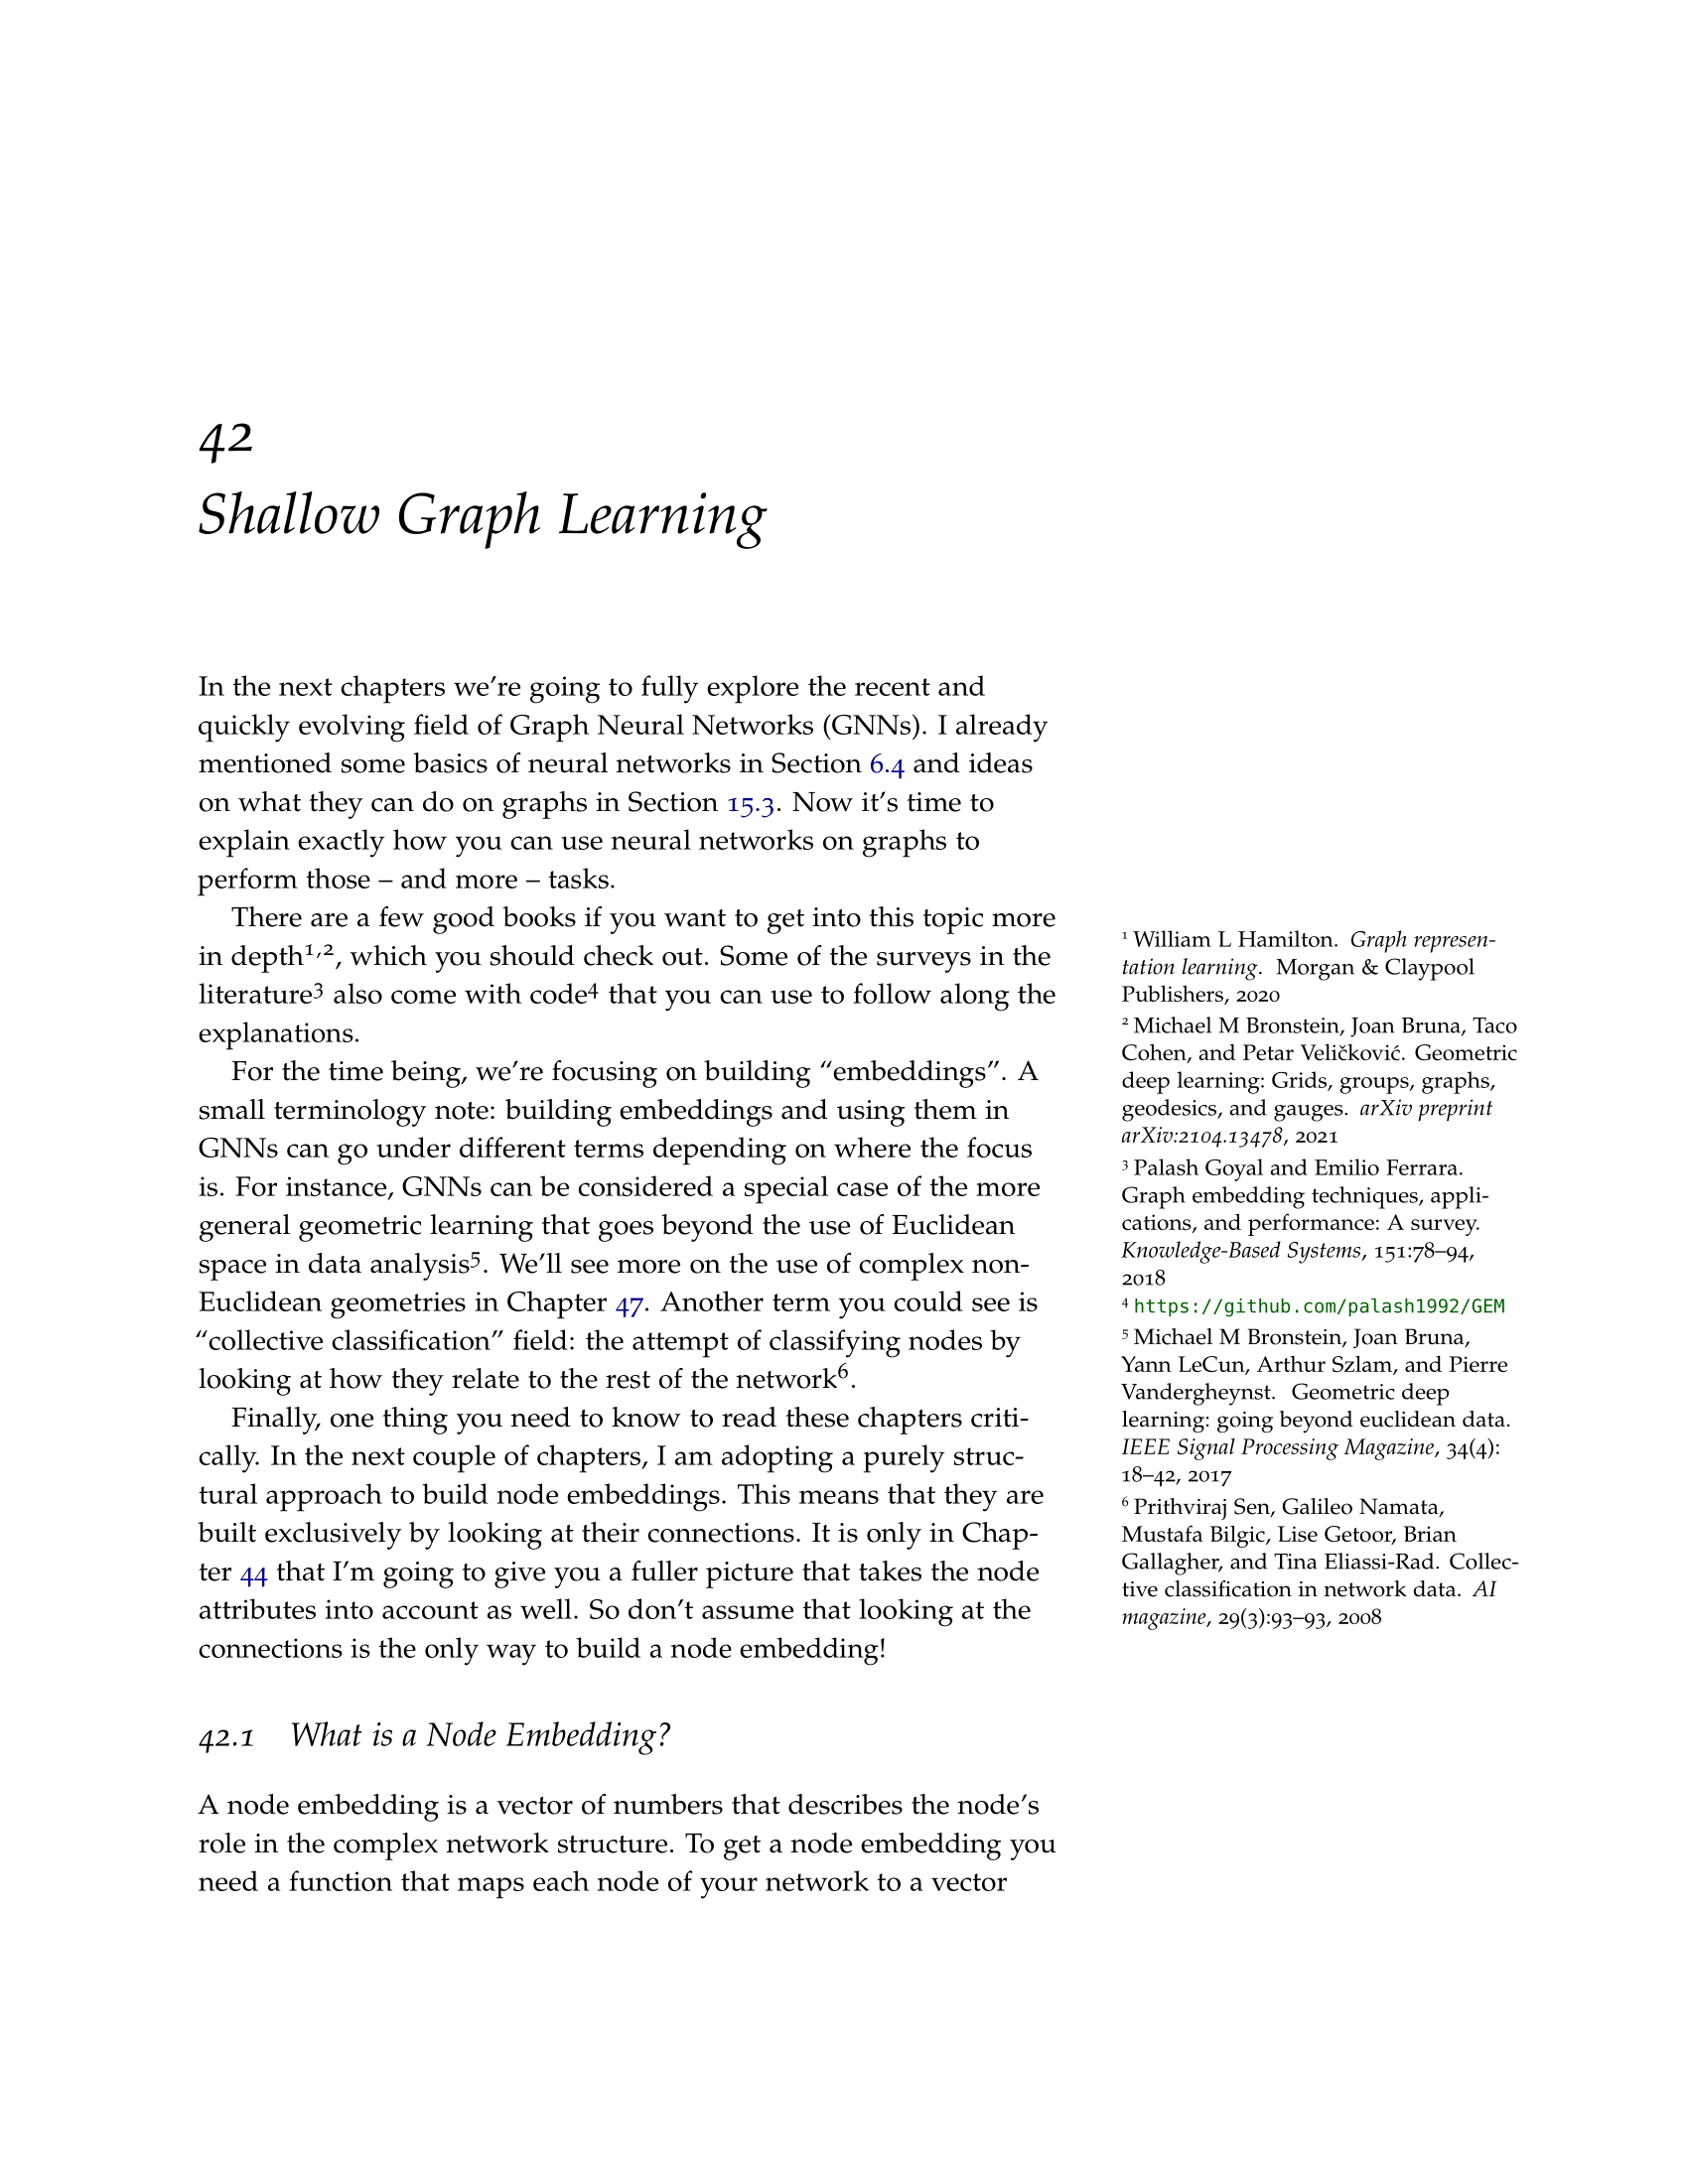 42
Shallow Graph Learning
In the next chapters we're going to fully explore the recent and
quickly evolving field of Graph Neural Networks (GNNs). I already
mentioned some basics of neural networks in Section 6.4 and ideas
on what they can do on graphs in Section 15.3. Now it's time to
explain exactly how you can use neural networks on graphs to
perform those – and more – tasks.
There are a few good books if you want to get into this topic more
in depth¹,², which you should check out. Some of the surveys in the
literature³ also come with code⁴ that you can use to follow along the
explanations.
For the time being, we're focusing on building “embeddings”. A
small terminology note: building embeddings and using them in
GNNs can go under different terms depending on where the focus
is. For instance, GNNs can be considered a special case of the more
general geometric learning that goes beyond the use of Euclidean
space in data analysis⁵. We'll see more on the use of complex non-
Euclidean geometries in Chapter 47. Another term you could see is
“collective classification” field: the attempt of classifying nodes by
looking at how they relate to the rest of the network⁶.
Finally, one thing you need to know to read these chapters criti-
cally. In the next couple of chapters, I am adopting a purely struc-
tural approach to build node embeddings. This means that they are
built exclusively by looking at their connections. It is only in Chap-
ter 44 that I'm going to give you a fuller picture that takes the node
attributes into account as well. So don't assume that looking at the
connections is the only way to build a node embedding!
42.1 What is a Node Embedding?
A node embedding is a vector of numbers that describes the node's
role in the complex network structure. To get a node embedding you
need a function that maps each node of your network to a vector
¹ William L Hamilton. Graph represen-
tation learning. Morgan & Claypool
Publishers, 2020
² Michael M Bronstein, Joan Bruna, Taco
Cohen, and Petar Veličković. Geometric
deep learning: Grids, groups, graphs,
geodesics, and gauges. arXiv preprint
arXiv:2104.13478, 2021
³ Palash Goyal and Emilio Ferrara.
Graph embedding techniques, appli-
cations, and performance: A survey.
Knowledge-Based Systems, 151:78–94,
2018
⁴ https://github.com/palash1992/GEM
⁵ Michael M Bronstein, Joan Bruna,
Yann LeCun, Arthur Szlam, and Pierre
Vandergheynst. Geometric deep
learning: going beyond euclidean data.
IEEE Signal Processing Magazine, 34(4):
18–42, 2017
⁶ Prithviraj Sen, Galileo Namata,
Mustafa Bilgic, Lise Getoor, Brian
Gallagher, and Tina Eliassi-Rad. Collec-
tive classification in network data. AI
magazine, 29(3):93–93, 2008